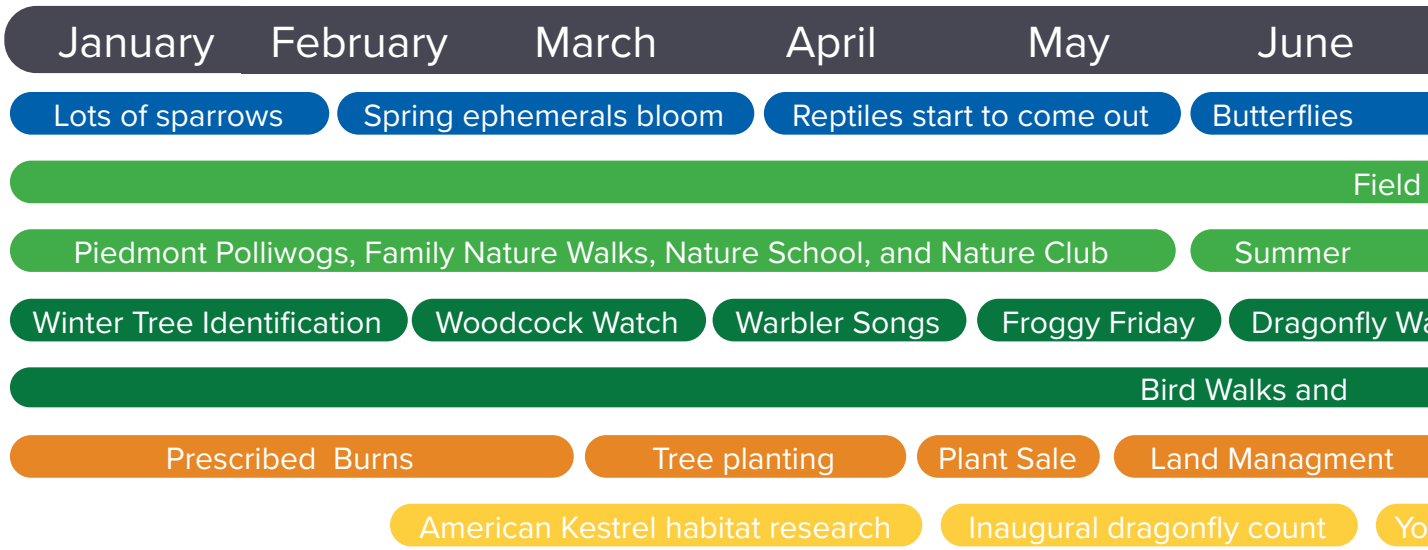 January February March April May June
Lots of sparrows Spring ephemerals bloom Reptiles start to come out Butterflies
Field
Piedmont Polliwogs, Family Nature Walks, Nature School, and Nature Club Summer
Winter Tree Identification Woodcock Watch Warbler Songs Froggy Friday Dragonfly
Bird Walks and
Prescribed Burns Tree planting Plant Sale Land Managment
American Kestrel habitat research Inaugural dragonfly count